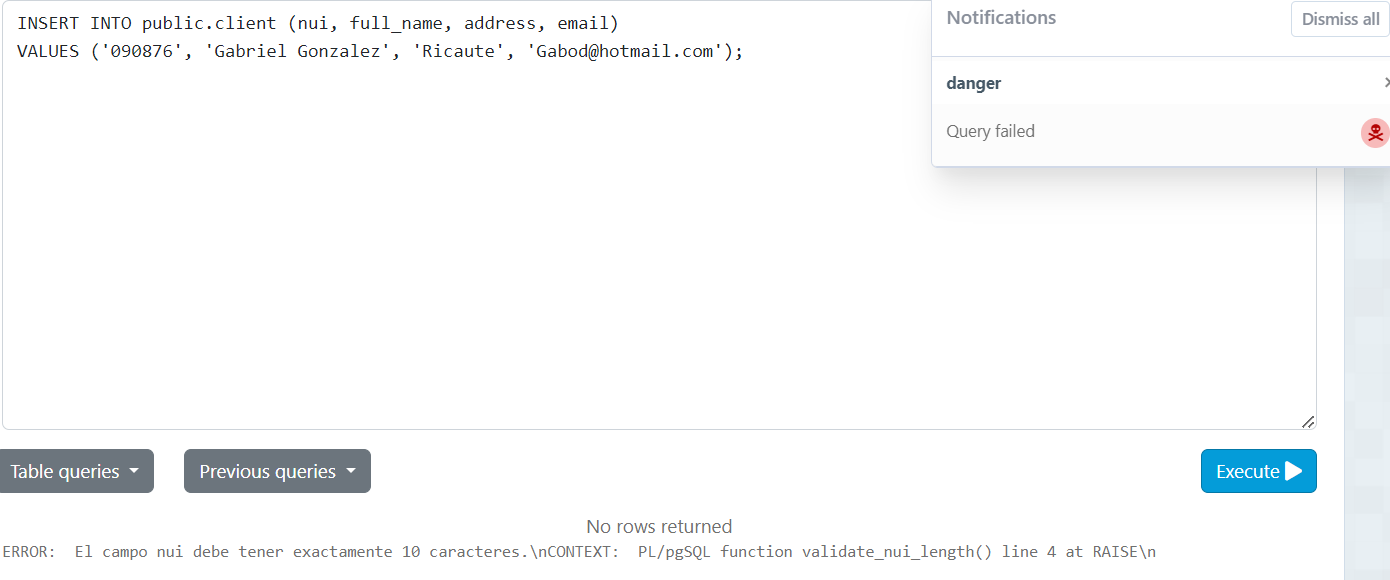 INSERT INTO public.client (nui, full_name, address, email)
VALUES ('090876', 'Gabriel Gonzalez', 'Ricaute', 'Gabod@hotmail.com');
Notifications
Dismiss all
danger
×
Query failed
Table queries
Previous queries
Execute
No rows returned
ERROR:  El campo nui debe tener exactamente 10 caracteres.\nCONTEXT:  PL/pgSQL function validate_nui_length() line 4 at RAISE\n